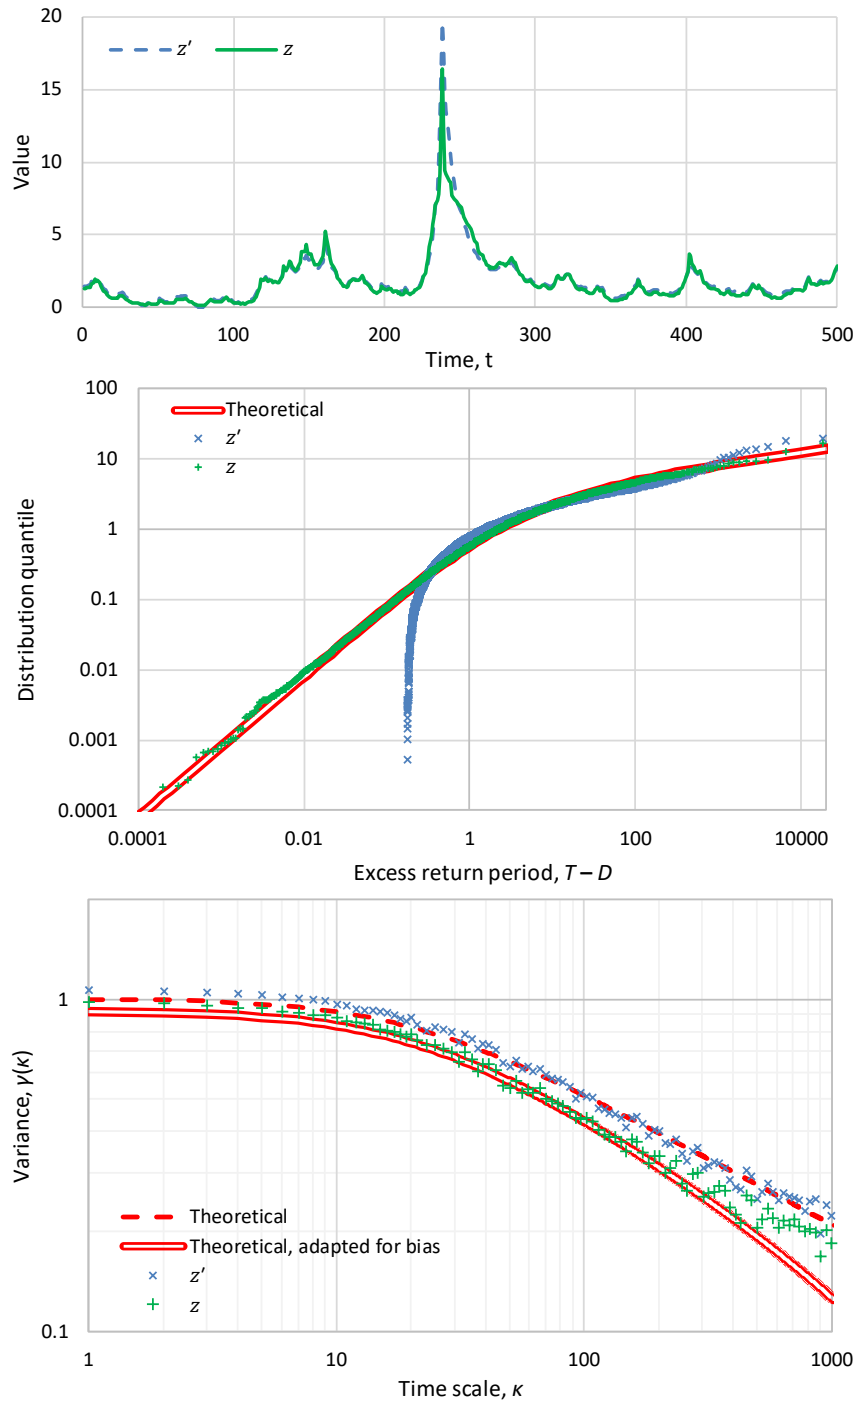 20
z′ z
15
10
5
0
Value
0 100 200 300 400 500
Time, t
100
Theoretical
z′
z
10
1
0.1
0.01
0.001
0.0001
Distribution quantile
0.0001 0.01 1 100 10000
Excess return period, T – D
1
Variance, γ(κ)
Theoretical
Theoretical, adapted for bias
z′
z
0.1
1 10 100 1000
Time scale, κ